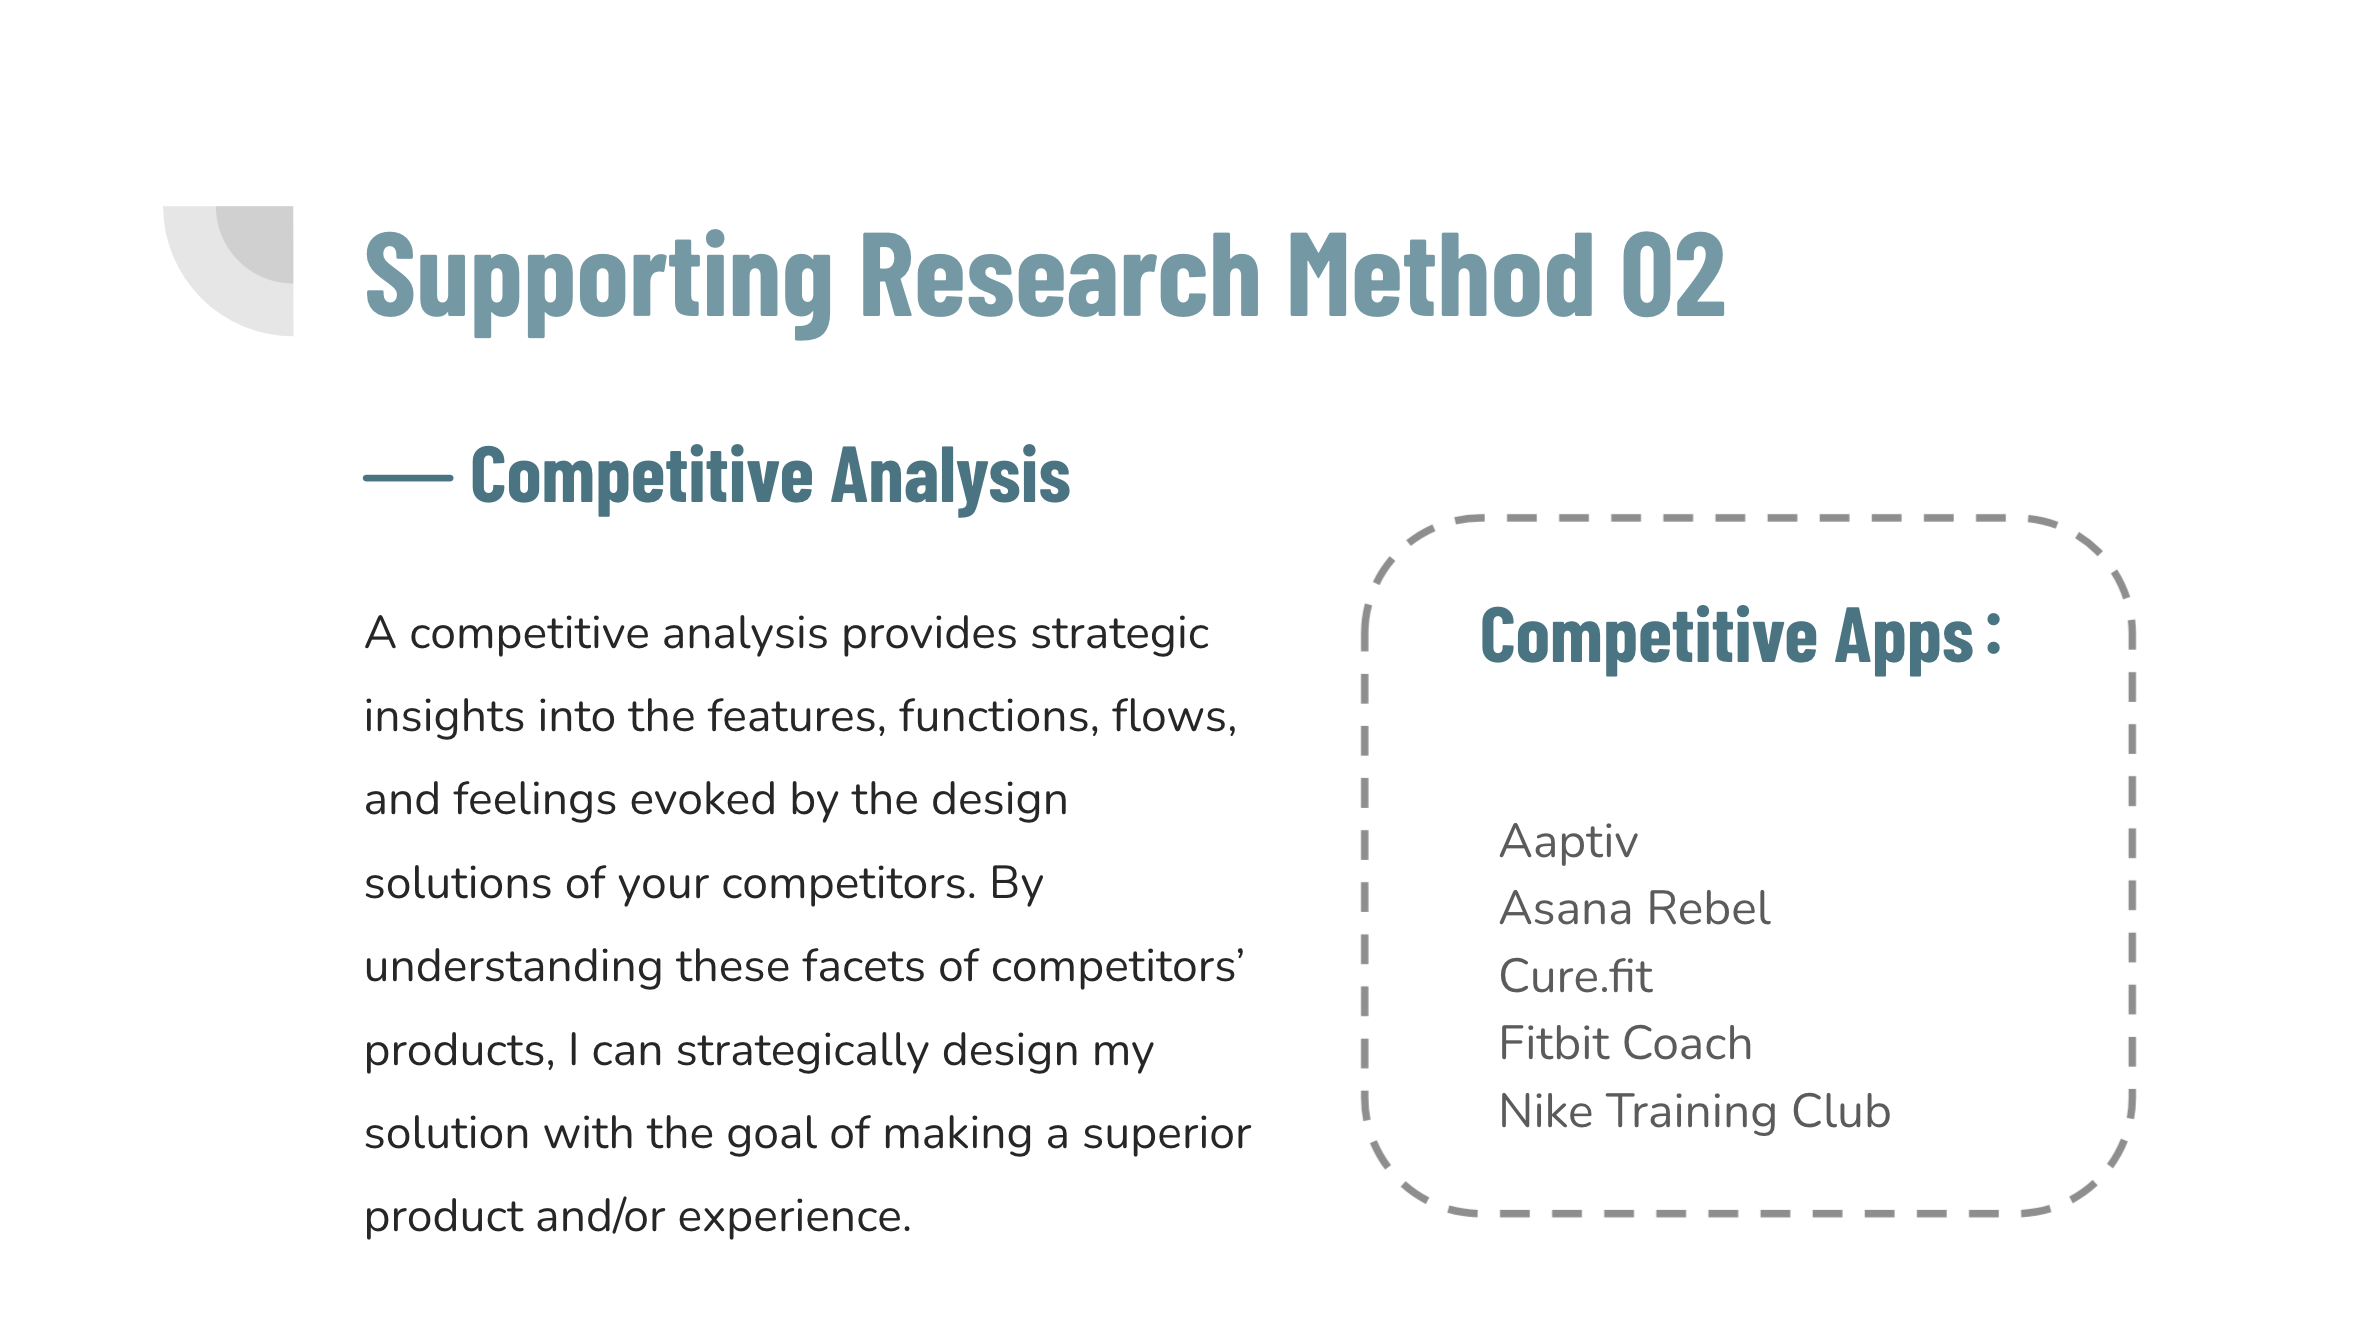 Supporting Research Method 02
— Competitive Analysis
A competitive analysis provides strategic
insights into the features, functions, flows,
and feelings evoked by the design
solutions of your competitors. By
understanding these facets of competitors’
products, I can strategically design my
solution with the goal of making a superior
product and/or experience.
Competitive Apps :
Aaptiv
Asana Rebel
Cure.fit
Fitbit Coach
Nike Training Club